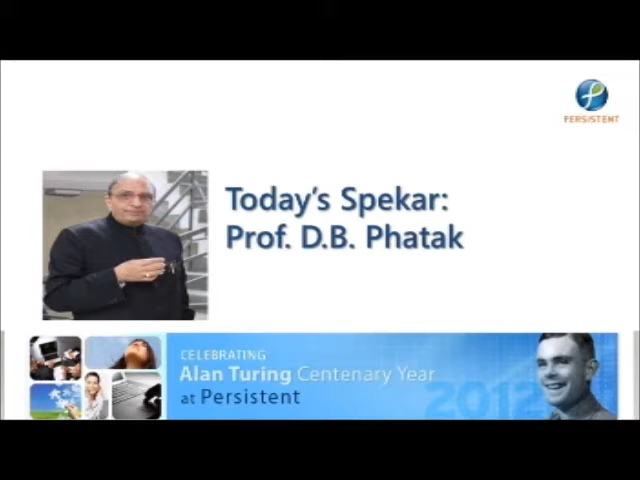 PERSISTENT
Today's Spekar:
Prof. D.B. Phatak
CELEBRATING
Alan Turing Centenary Year
at Persistent
2012